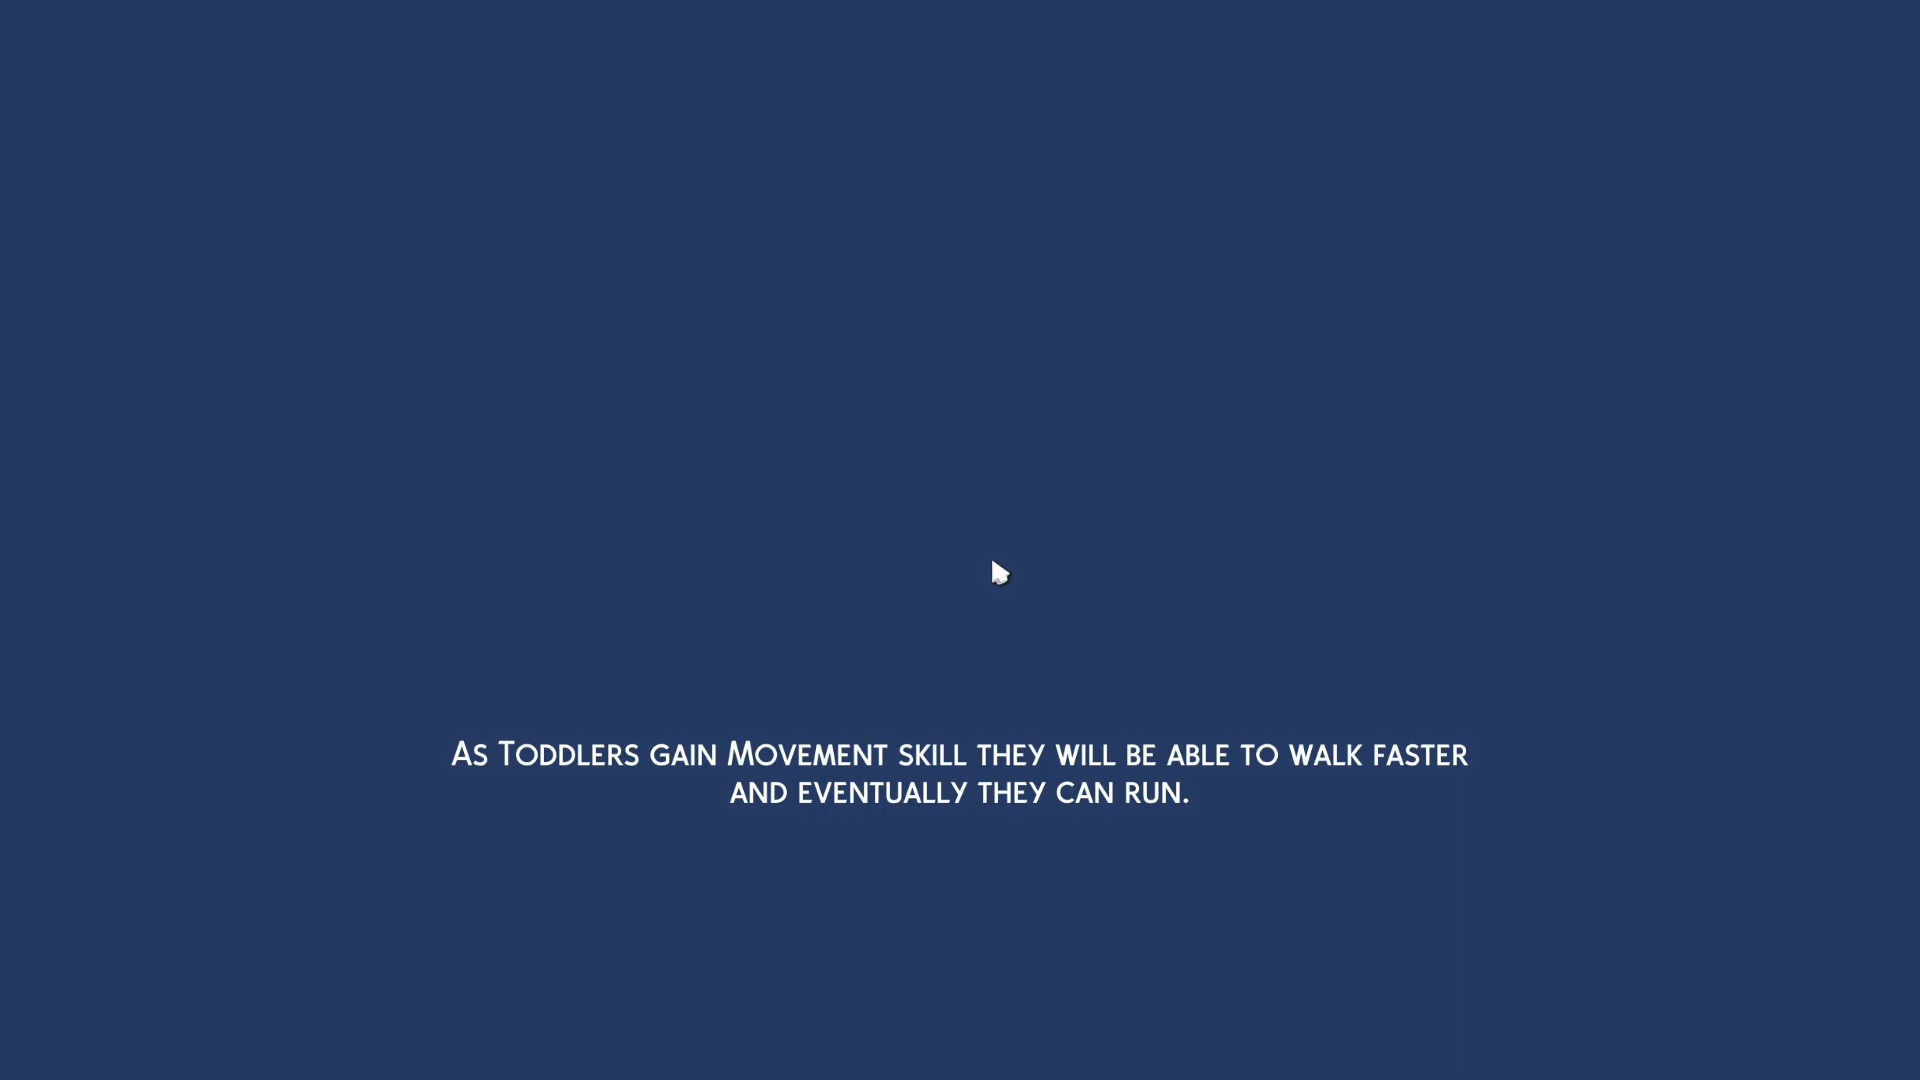 As Toddlers gain Movement skill they will be able to walk faster
and eventually they can run.